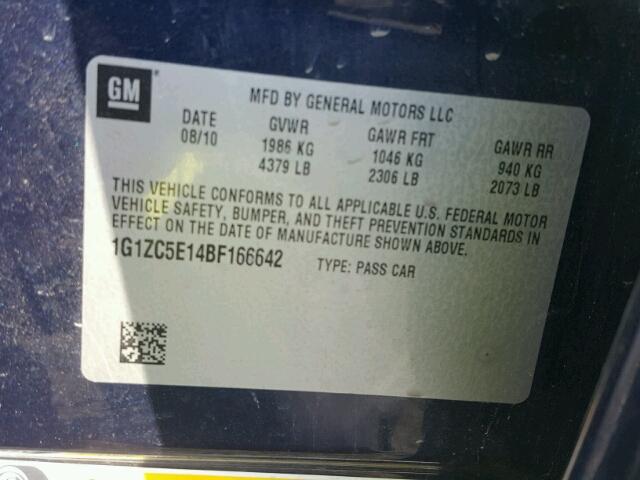 GM
MFD BY GENERAL MOTORS LLC
DATE GVWR GAWR FRT GAWR RR
08/10 1986 KG 1046 KG 940 KG
4379 LB 2306 LB 2073 LB
THIS VEHICLE CONFORMS TO ALL APPLICABLE U.S. FEDERAL MOTOR
VEHICLE SAFETY, BUMPER, AND THEFT PREVENTION STANDARDS IN
EFFECT ON THE DATE OF MANUFACTURE SHOWN ABOVE.
1G1ZC5E14BF166642 TYPE: PASS CAR